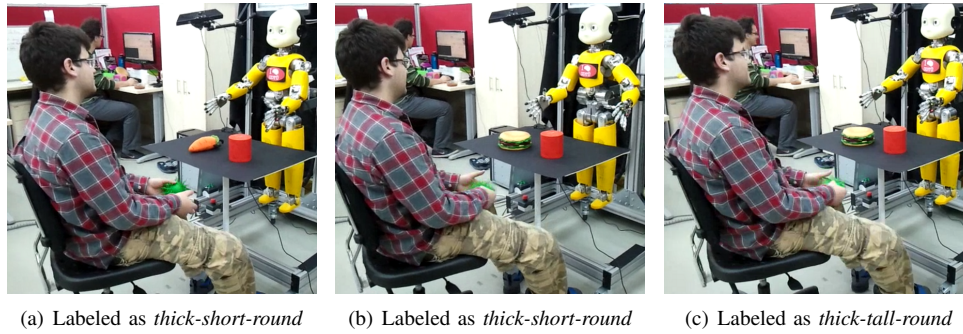 (a) Labeled as thick-short-round
(b) Labeled as thick-short-round
(c) Labeled as thick-tall-round